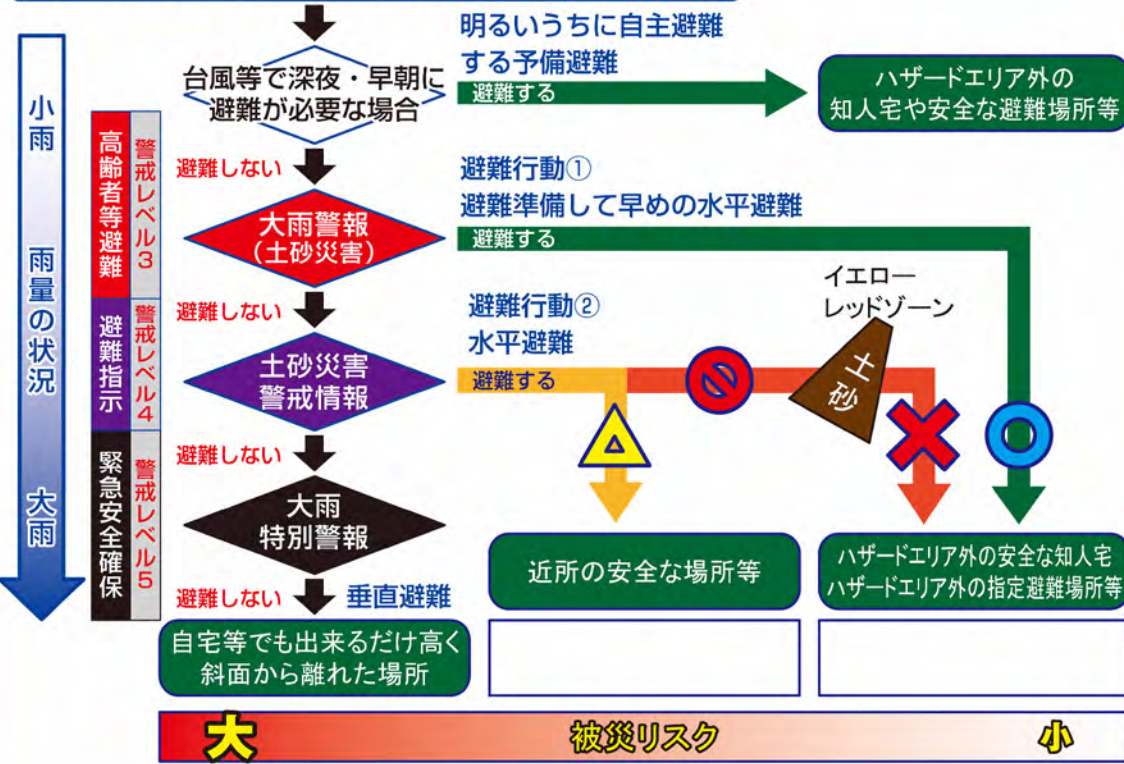 明るいうちに自主避難
する予備避難
台風等で深夜・早朝に
避難が必要な場合
避難する
ハザードエリア外の
知人宅や安全な避難場所等
小雨
雨量の状況
大雨
高齢者等避難
警戒レベル3
避難しない
避難行動①
避難準備して早めの水平避難
大雨警報
(土砂災害)
避難する
イエロー
レッドゾーン
避難指示
警戒レベル4
避難しない
避難行動②
水平避難
土砂災害
警戒情報
避難する
土砂
緊急安全確保
警戒レベル5
避難しない
大雨
特別警報
近所の安全な場所等
ハザードエリア外の安全な知人宅
ハザードエリア外の指定避難場所等
避難しない
垂直避難
自宅等でも出来るだけ高く
斜面から離れた場所
大
被災リスク
小